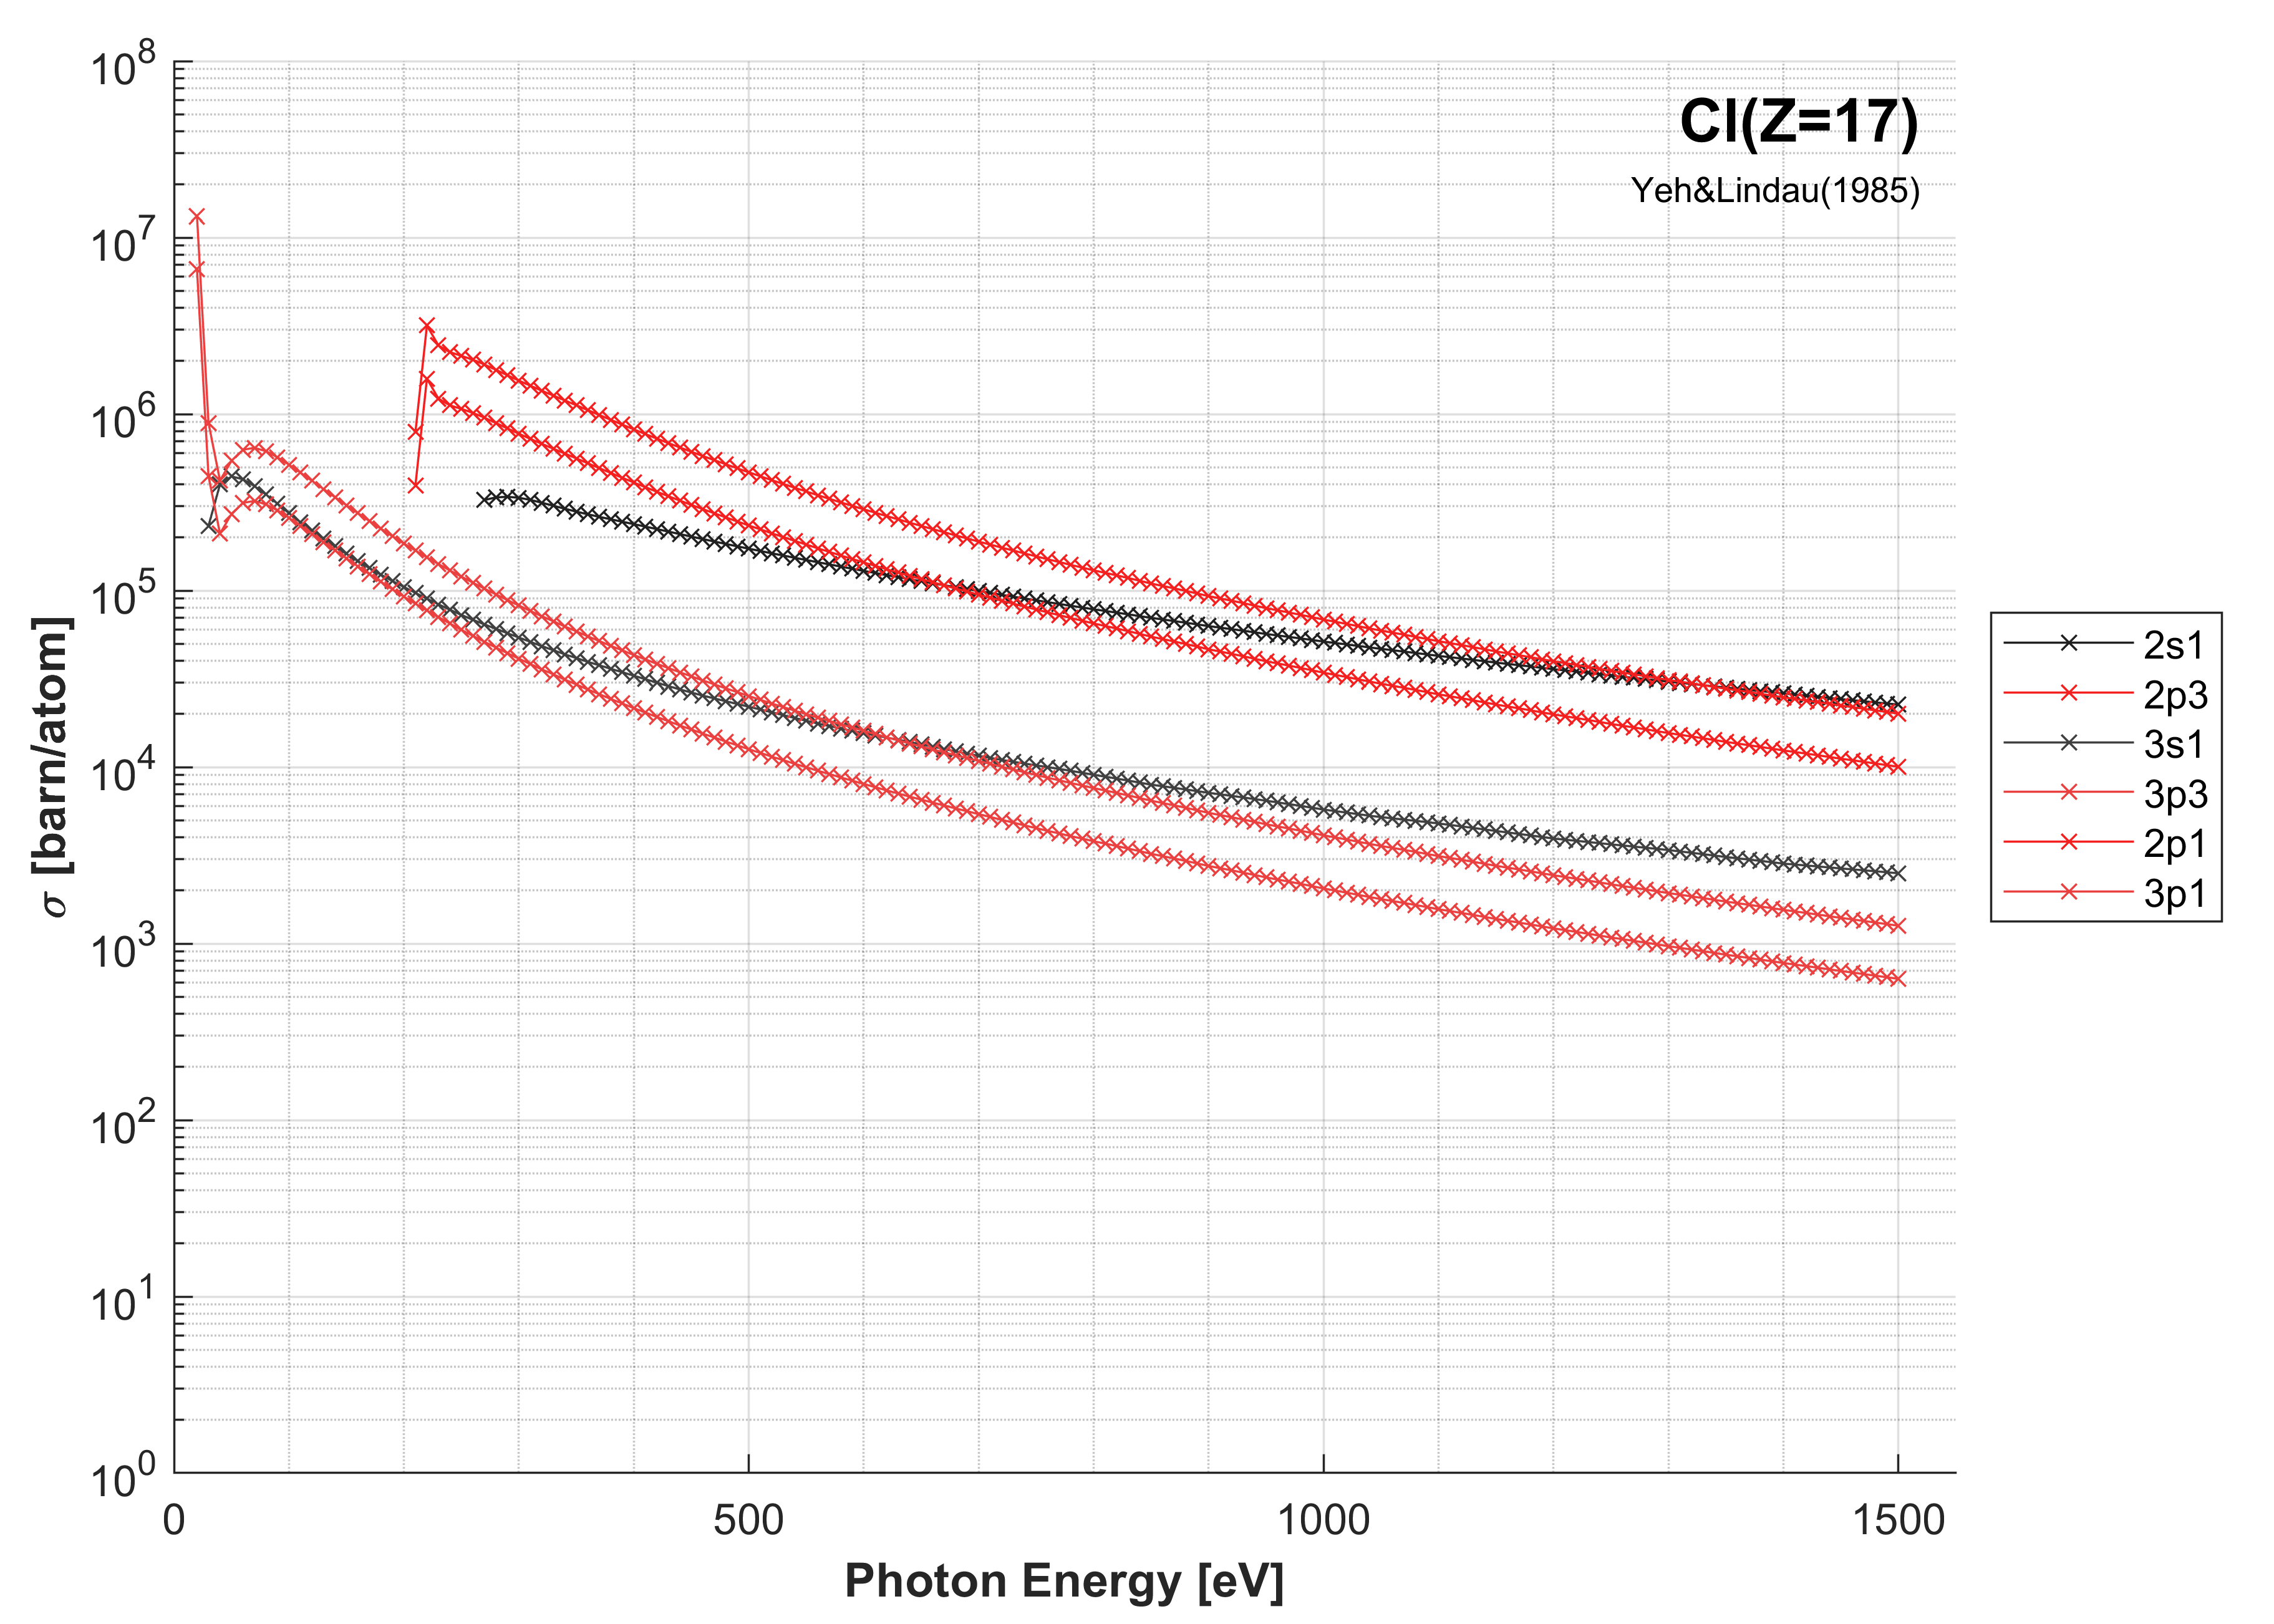 Cl(Z=17)
Yeh&Lindau(1985)
σ [barn/atom]
10^8
10^7
10^6
10^5
10^4
10^3
10^2
10^1
10^0
0 500 1000 1500
Photon Energy [eV]
2s1
2p3
3s1
3p3
2p1
3p1